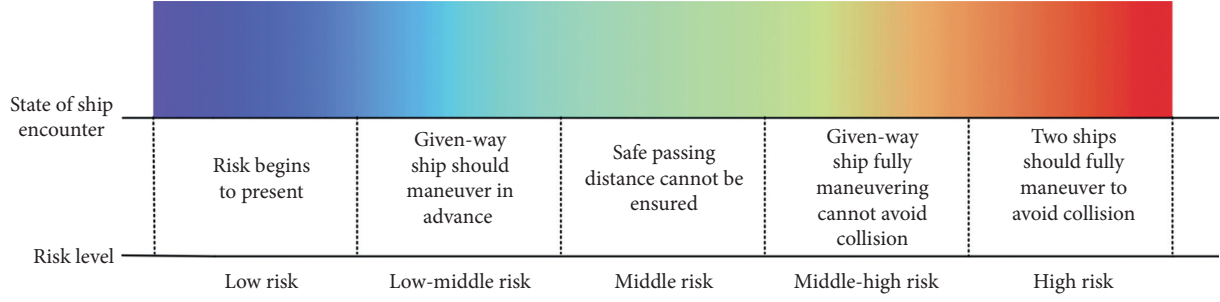 State of ship
encounter
Risk begins
to present
Given-way
ship should
maneuver in
advance
Safe passing
distance cannot be
ensured
Given-way
ship fully
maneuvering
cannot avoid
collision
Two ships
should fully
maneuver to
avoid collision
Risk level
Low risk
Low-middle risk
Middle risk
Middle-high risk
High risk